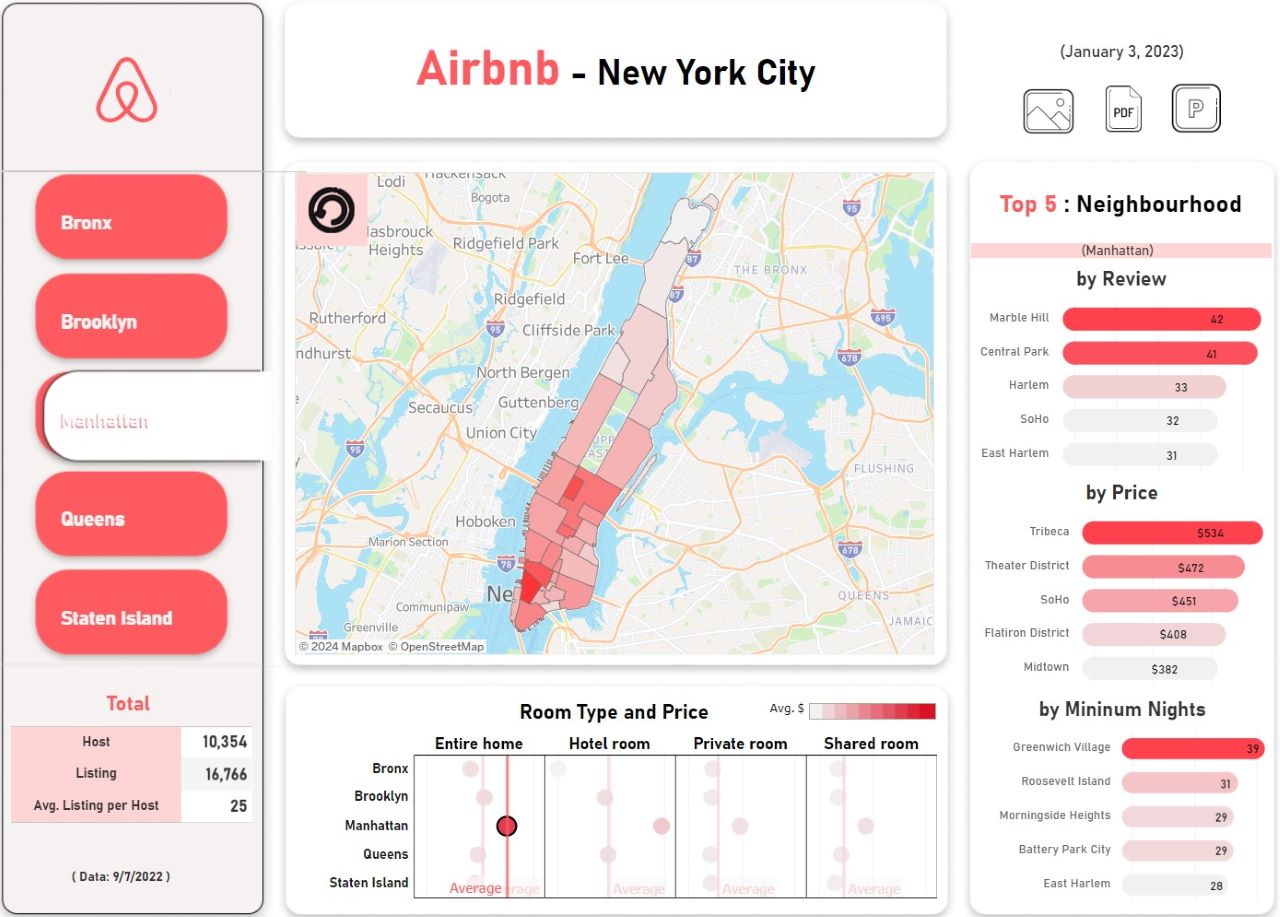 Airbnb - New York City
(January 3, 2023)
PDF
P
Bronx
Brooklyn
Manhattan
Queens
Staten Island
Total
Host 10,354
Listing 16,766
Avg. Listing per Host 25
( Data: 9/7/2022 )
Lodi
Hackensack
Bogota
Hasbrouck
Heights
Ridgefield Park
Fort Lee
95
87
THE BRONX
87
Ridgefield
Rutherford
95
Cliffside Park
695
678
North Bergen
Guttenberg
Secaucus
Union City
95
FLUSHING
Hoboken
Marion Section
78
678
Ne
Communipaw
QUEENS
Greenville
JAMAIC
© 2024 Mapbox © OpenStreetMap
Room Type and Price
Avg. $
Entire home Hotel room Private room Shared room
Bronx
Brooklyn
Manhattan
Queens
Staten Island
Average Average Average Average
Top 5 : Neighbourhood
(Manhattan)
by Review
Marble Hill 42
Central Park 41
Harlem 33
SoHo 32
East Harlem 31
by Price
Tribeca $534
Theater District $472
SoHo $451
Flatiron District $408
Midtown $382
by Mininum Nights
Greenwich Village 39
Roosevelt Island 31
Morningside Heights 29
Battery Park City 29
East Harlem 28